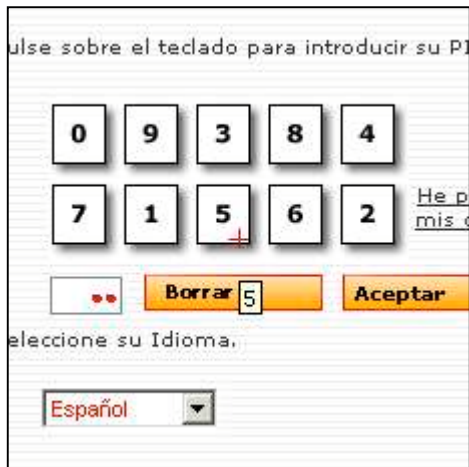 ulse sobre el teclado para introducir su PI
0 9 3 8 4
7 1 5 6 2
He p
mis
Borrar
5
Aceptar
eleccione su Idioma.
Español